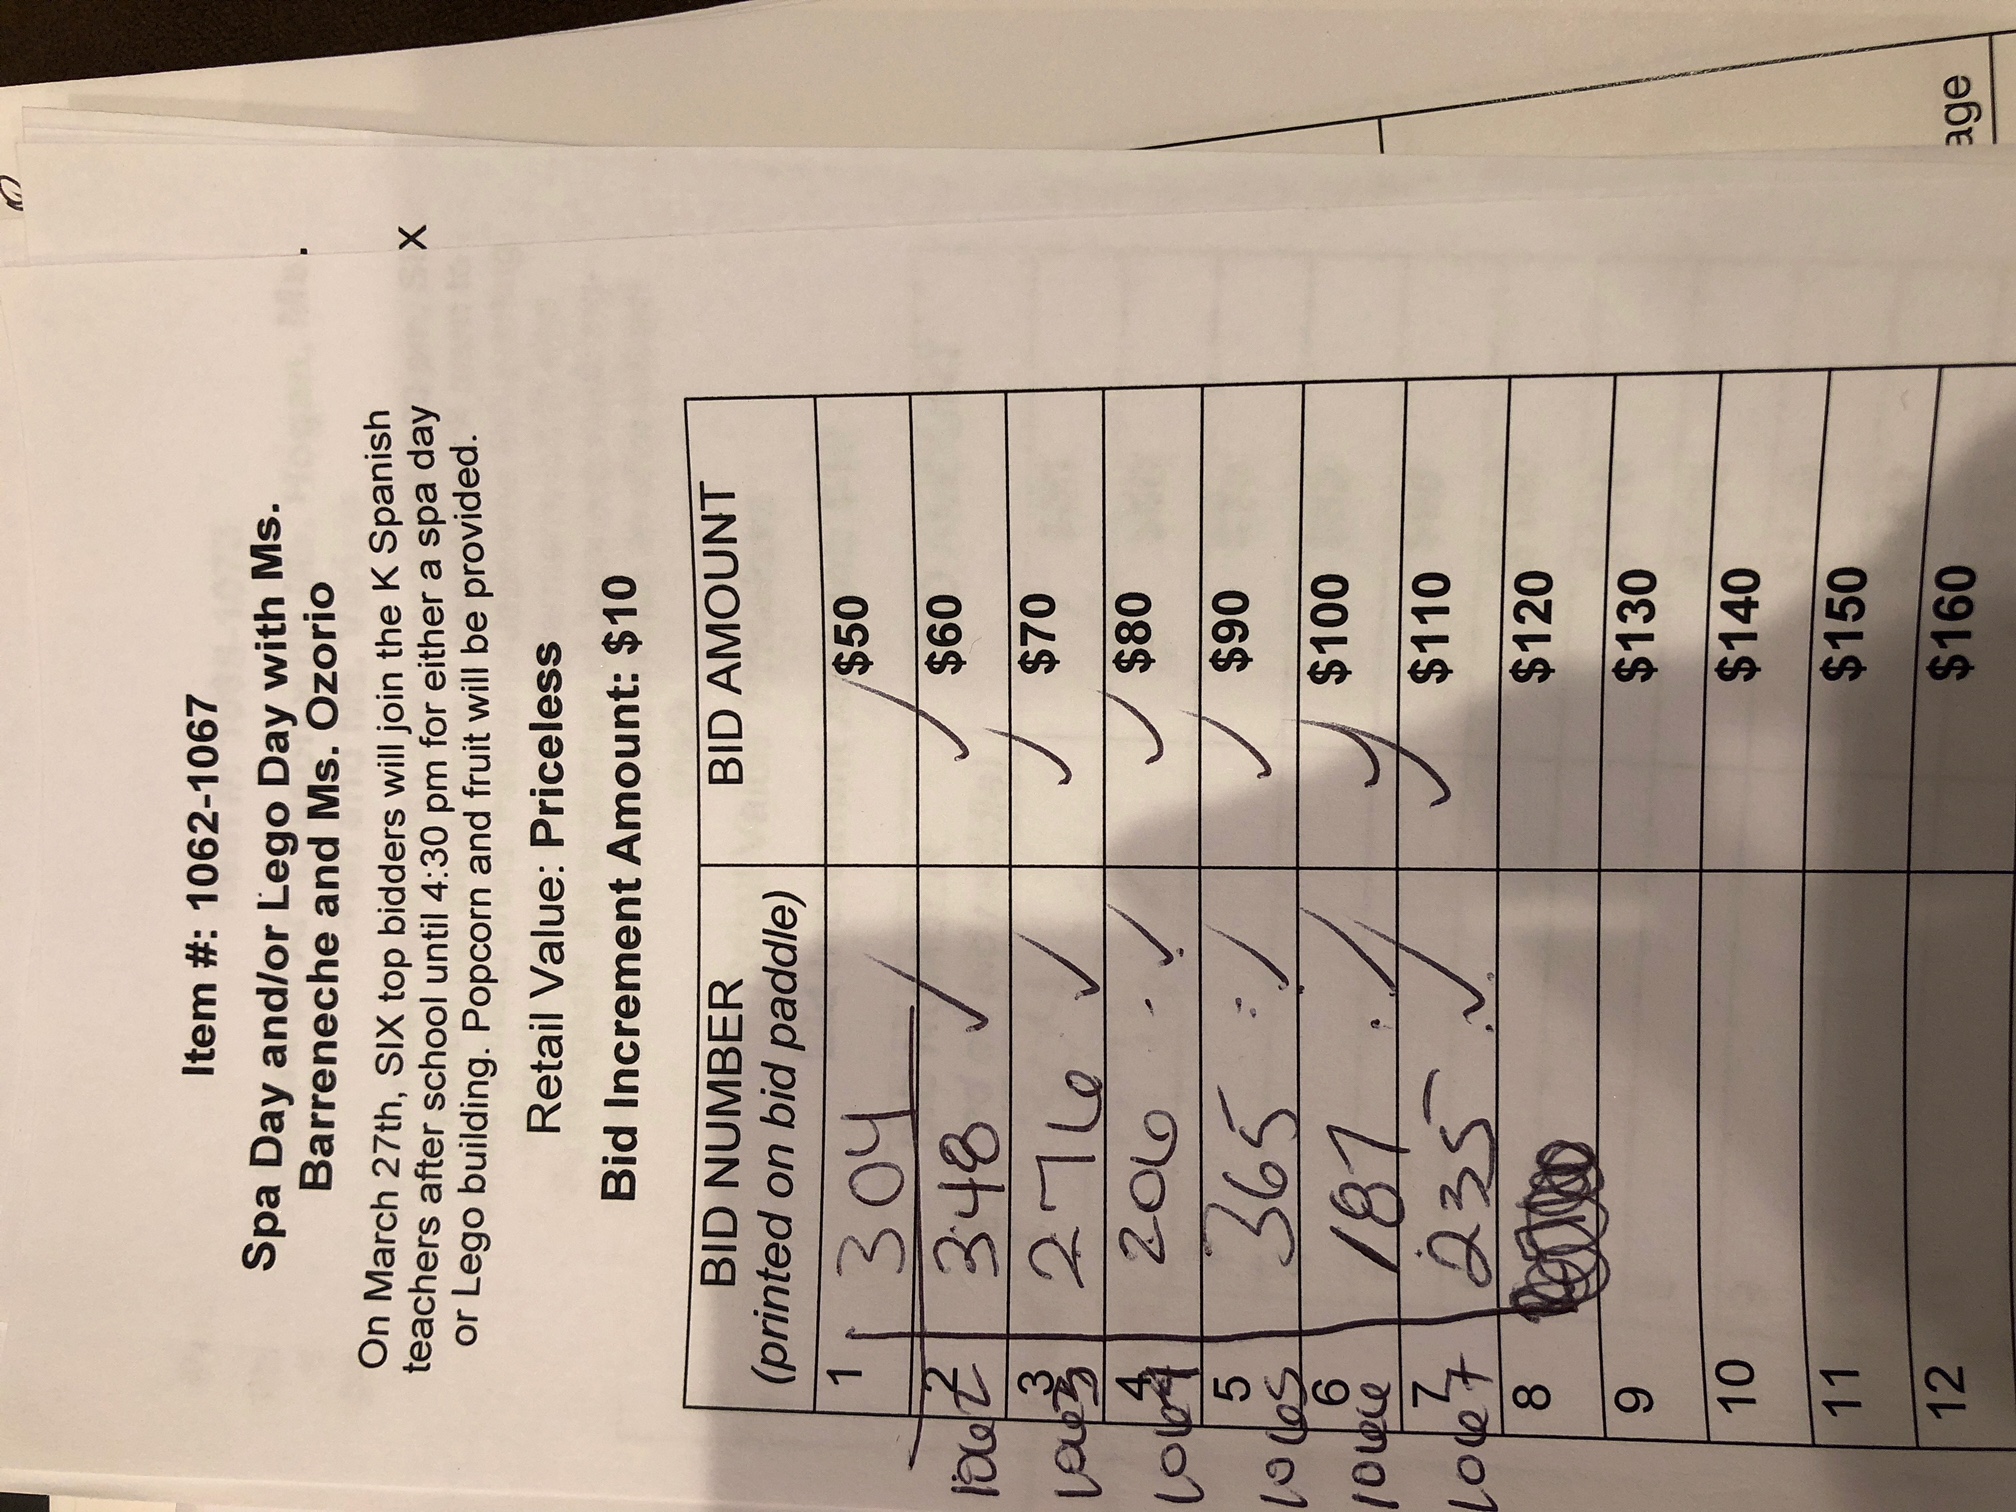 Item #: 1062-1067
Spa Day and/or Lego Day with Ms.
Barreneche and Ms. Ozorio
On March 27th, SIX top bidders will join the K Spanish
teachers after school until 4:30 pm for either a spa day
or Lego building. Popcorn and fruit will be provided.
Retail Value: Priceless
Bid Increment Amount: $10
BID NUMBER BID AMOUNT
(printed on bid paddle)
1 304 $50
2 $60
1062 348
3 $70
1063 276
4 $80
1064 206
5 $90
1065 365
6 $100
1066 187
7 $110
1067 235
8 $120
9 $130
10 $140
11 $150
12 $160
.
X
age